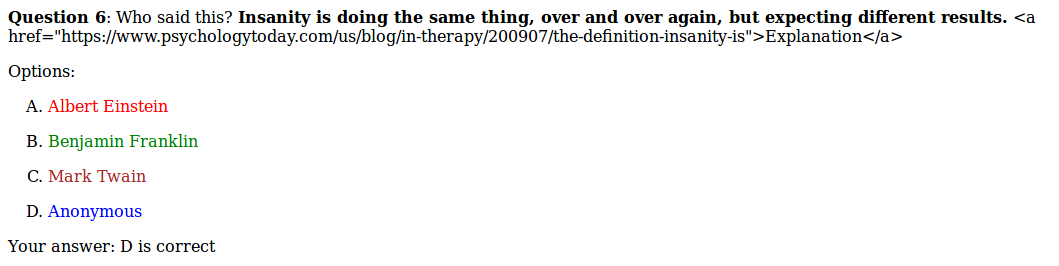 Question 6: Who said this? Insanity is doing the same thing, over and over again, but expecting different results. <a
href="https://www.psychologytoday.com/us/blog/in-therapy/200907/the-definition-insanity-is">Explanation</a>
Options:
A. Albert Einstein
B. Benjamin Franklin
C. Mark Twain
D. Anonymous
Your answer: D is correct